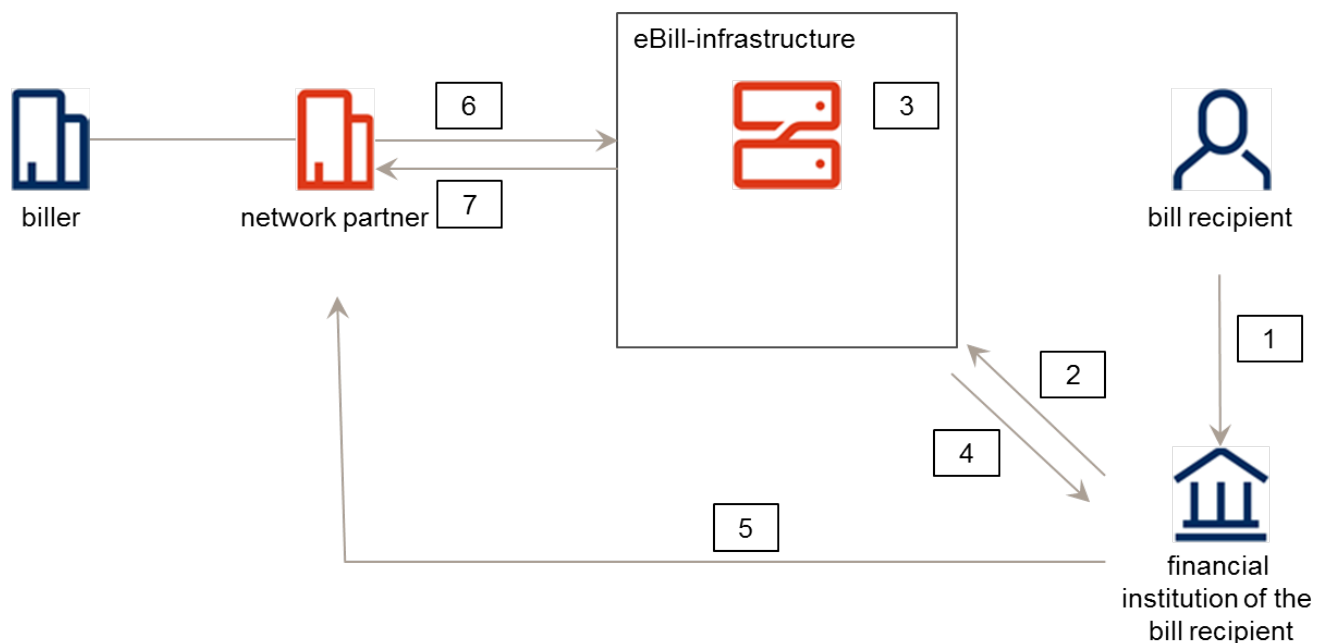 eBill-infrastructure
6
3
biller
network partner
7
bill recipient
1
2
4
5
financial
institution of the
bill recipient